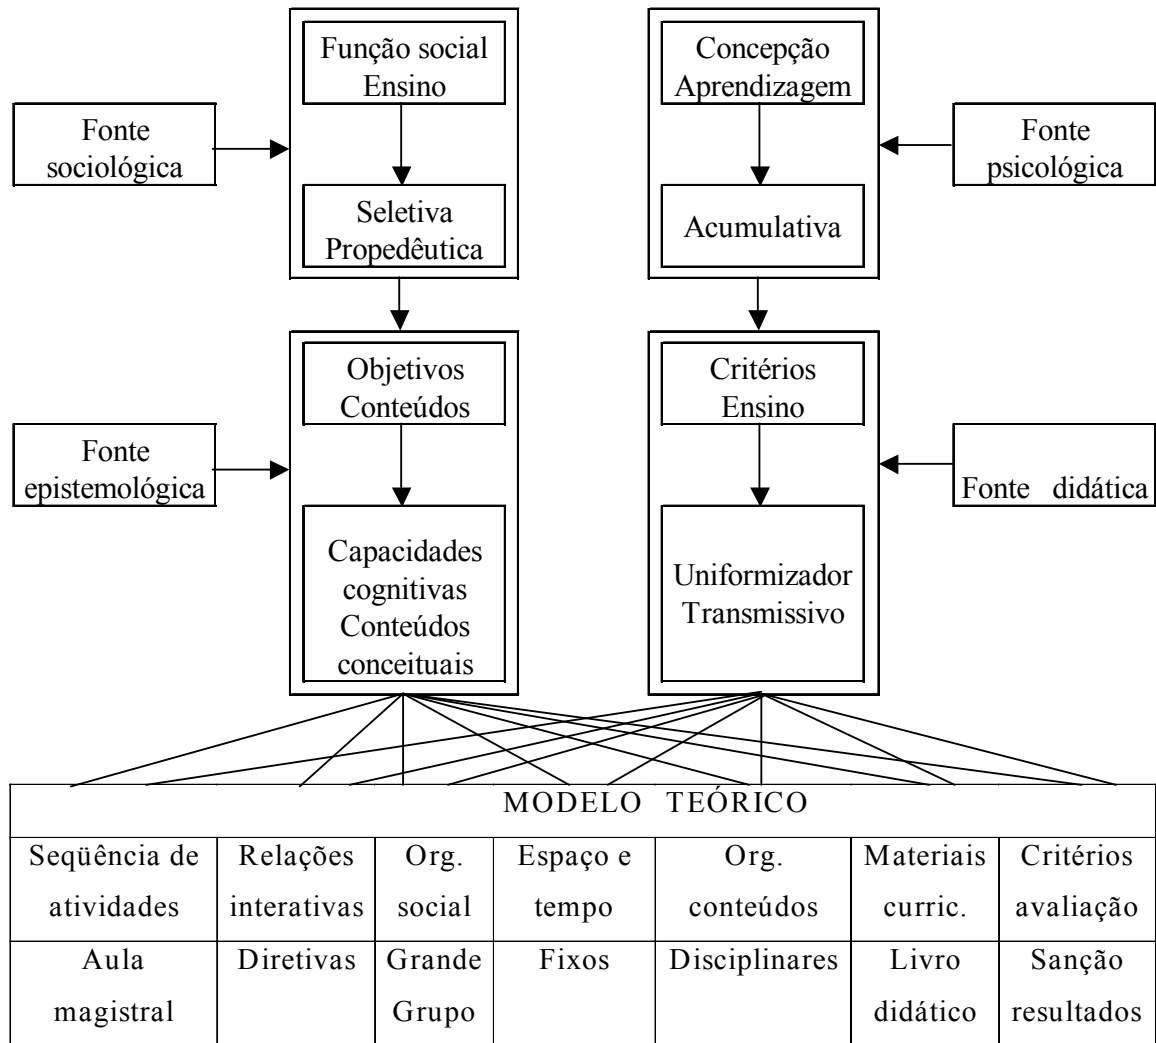 Função social
Ensino
Concepção
Aprendizagem
Fonte
sociológica
Fonte
psicológica
Seletiva
Propedêutica
Acumulativa
Objetivos
Conteúdos
Critérios
Ensino
Fonte
epistemológica
Fonte didática
Capacidades
cognitivas
Conteúdos
conceituais
Uniformizador
Transmissivo
MODELO TEÓRICO
Seqüência de
atividades
Relações
interativas
Org.
social
Espaço e
tempo
Org.
conteúdos
Materiais
curric.
Critérios
avaliação
Aula
magistral
Diretivas
Grande
Grupo
Fixos
Disciplinares
Livro
didático
Sanção
resultados